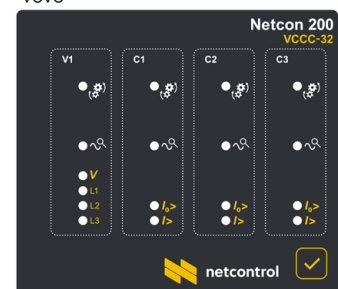 Netcon 200
VCCC-32
V1 C1 C2 C3
V
L1
L2 I₀> I₀> I₀>
L3 I> I> I>
netcontrol